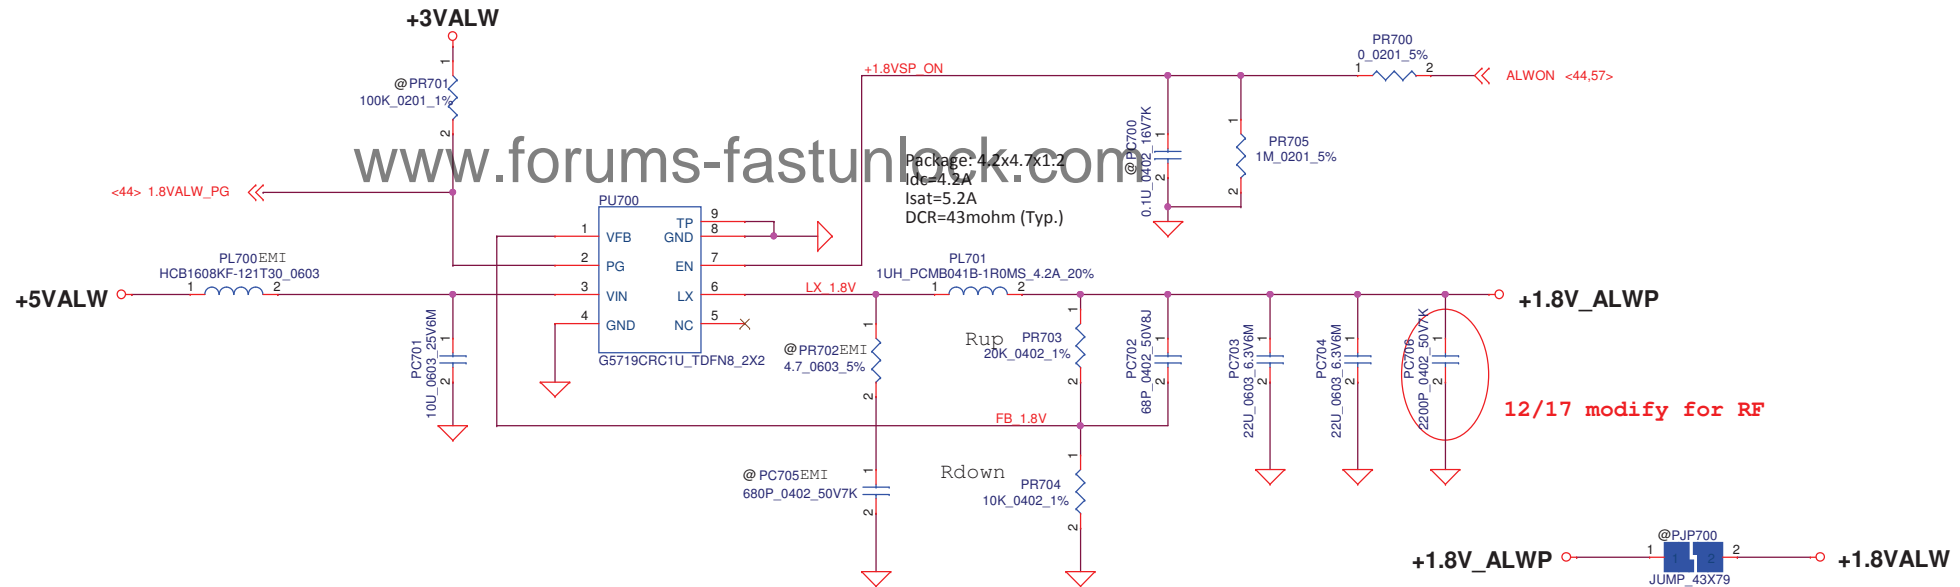 +3VALW
1
@PR701
100K_0201_1%
2
<44> 1.8VALW_PG
www.forums-fastunlock.com
+1.8VSP_ON
PR700
0_0201_5%
1 2
ALWON <44,57>
@PC700
0.1U_0402_16V7K
1
2
1
PR705
1M_0201_5%
2
Package: 4.2x4.7x1.2
Idc=4.2A
Isat=5.2A
DCR=43mohm (Typ.)
PU700
1 VFB
2 PG
3 VIN
4 GND
TP 9
GND 8
EN 7
LX 6
NC 5
G5719CRC1U_TDFN8_2X2
+5VALW
PL700EMI
HCB1608KF-121T30_0603
1 2
PC701
10U_0603_25V6M
1
2
LX_1.8V
PL701
1UH_PCMB041B-1R0MS_4.2A_20%
1 2
+1.8V_ALWP
1
@PR702EMI
4.7_0603_5%
2
Rup
1
PR703
20K_0402_1%
2
PC702
68P_0402_50V8J
1
2
PC703
22U_0603_6.3V6M
1
2
PC704
22U_0603_6.3V6M
1
2
PC706
2200P_0402_50V7K
1
2
12/17 modify for RF
FB_1.8V
1
@PC705EMI
680P_0402_50V7K
2
Rdown
1
PR704
10K_0402_1%
2
+1.8V_ALWP
@PJP700
1 1 2 2
JUMP_43X79
+1.8VALW